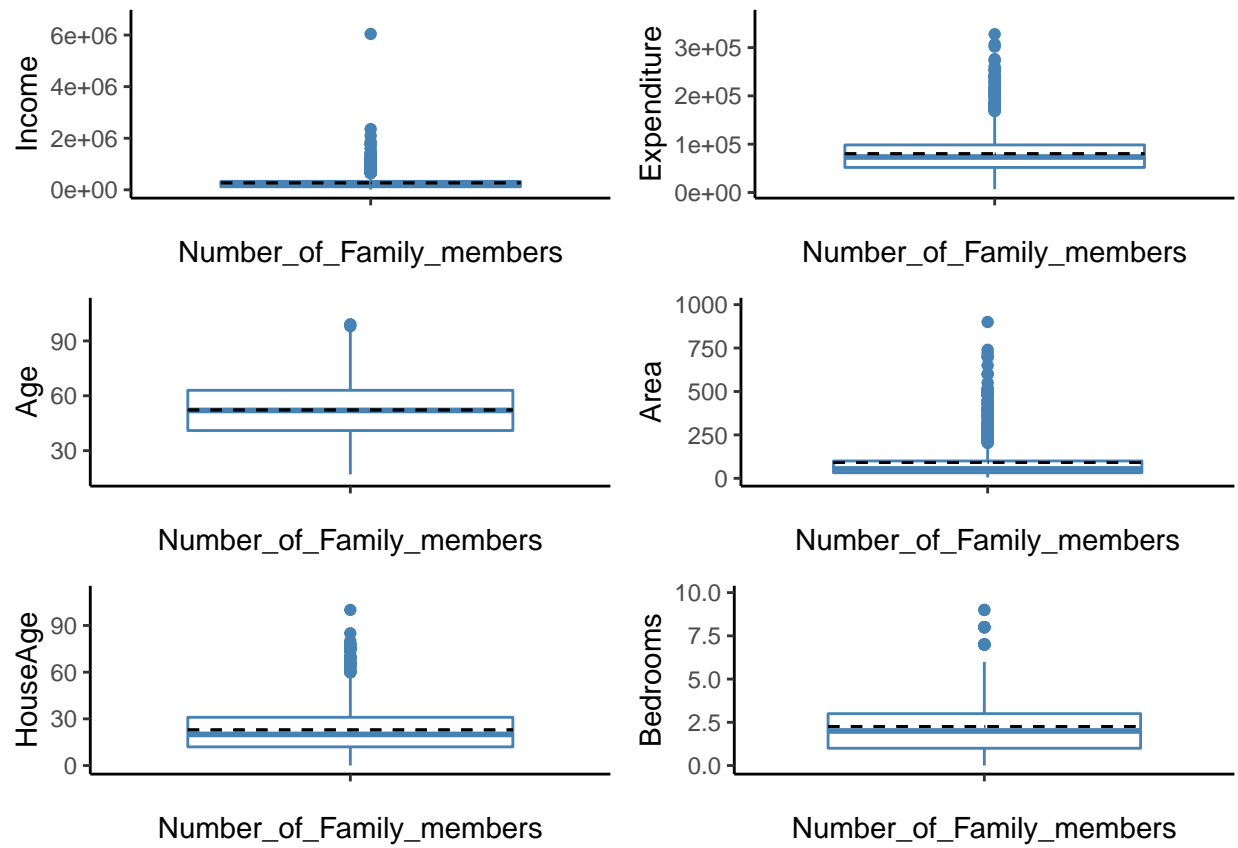 Income
6e+06
4e+06
2e+06
0e+00
Number_of_Family_members
Expenditure
3e+05
2e+05
1e+05
0e+00
Number_of_Family_members
Age
90
60
30
Number_of_Family_members
Area
1000
750
500
250
0
Number_of_Family_members
HouseAge
90
60
30
0
Number_of_Family_members
Bedrooms
10.0
7.5
5.0
2.5
0.0
Number_of_Family_members